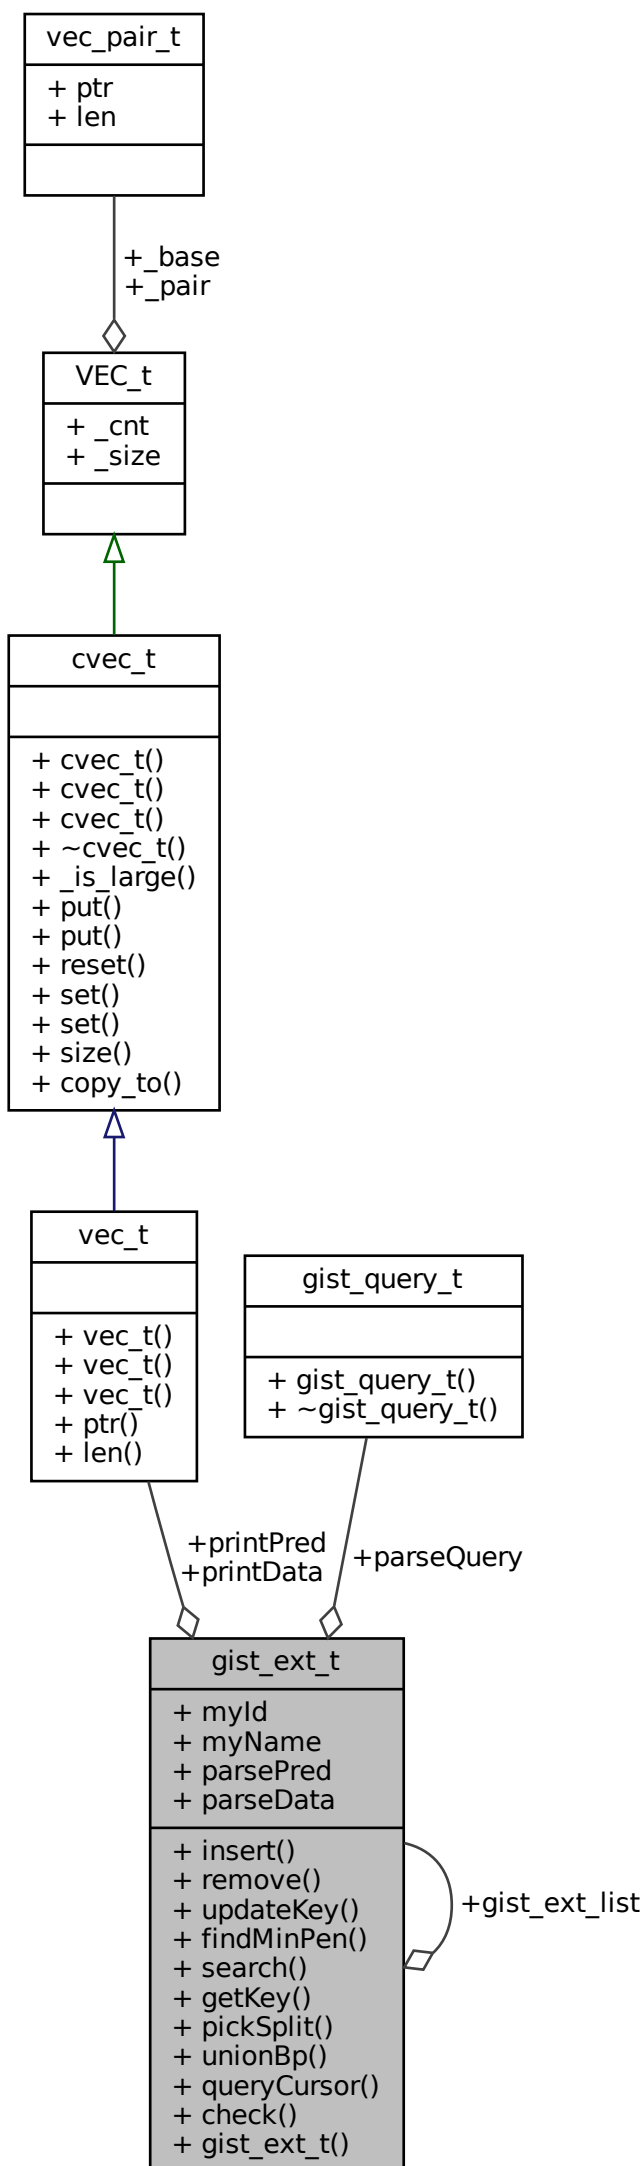 vec_pair_t
+ ptr
+ len
+_base
+_pair
VEC_t
+ _cnt
+ _size
cvec_t
+ cvec_t()
+ cvec_t()
+ cvec_t()
+ ~cvec_t()
+ _is_large()
+ put()
+ put()
+ reset()
+ set()
+ set()
+ size()
+ copy_to()
vec_t
+ vec_t()
+ vec_t()
+ vec_t()
+ ptr()
+ len()
gist_query_t
+ gist_query_t()
+ ~gist_query_t()
+printPred
+printData
+parseQuery
gist_ext_t
+ myId
+ myName
+ parsePred
+ parseData
+ insert()
+ remove()
+ updateKey()
+ findMinPen()
+ search()
+ getKey()
+ pickSplit()
+ unionBp()
+ queryCursor()
+ check()
+ gist_ext_t()
+gist_ext_list